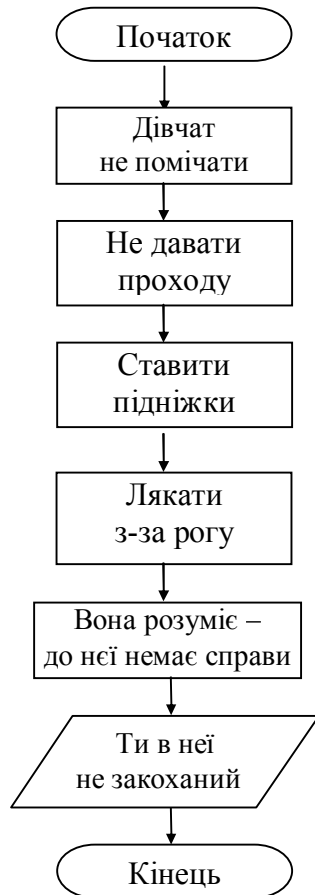 Початок
Дівчат
не помічати
Не давати
проходу
Ставити
підніжки
Лякати
з-за рогу
Вона розуміє –
до нєї немає справи
Ти в неї
не закоханий
Кінець